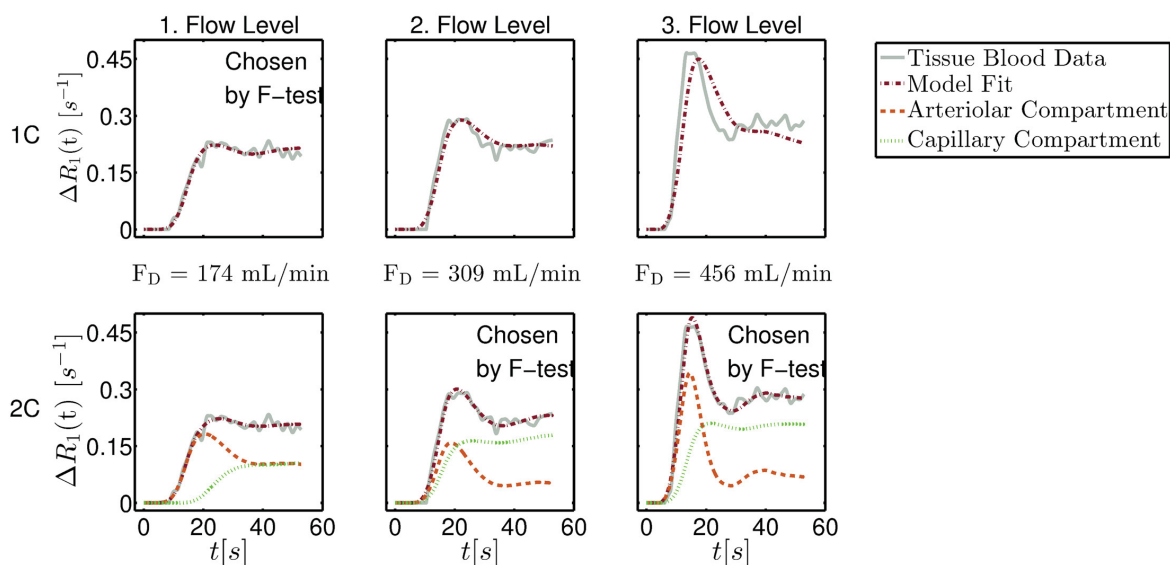 1. Flow Level
2. Flow Level
3. Flow Level
1C
ΔR₁(t) [s⁻¹]
0.45
0.3
0.15
0
Chosen
by F−test
Tissue Blood Data
Model Fit
Arteriolar Compartment
Capillary Compartment
F_D = 174 mL/min
F_D = 309 mL/min
F_D = 456 mL/min
2C
ΔR₁(t) [s⁻¹]
0.45
0.3
0.15
0
Chosen
by F−test
Chosen
by F−test
0 20 40 60
0 20 40 60
0 20 40 60
t[s]
t[s]
t[s]